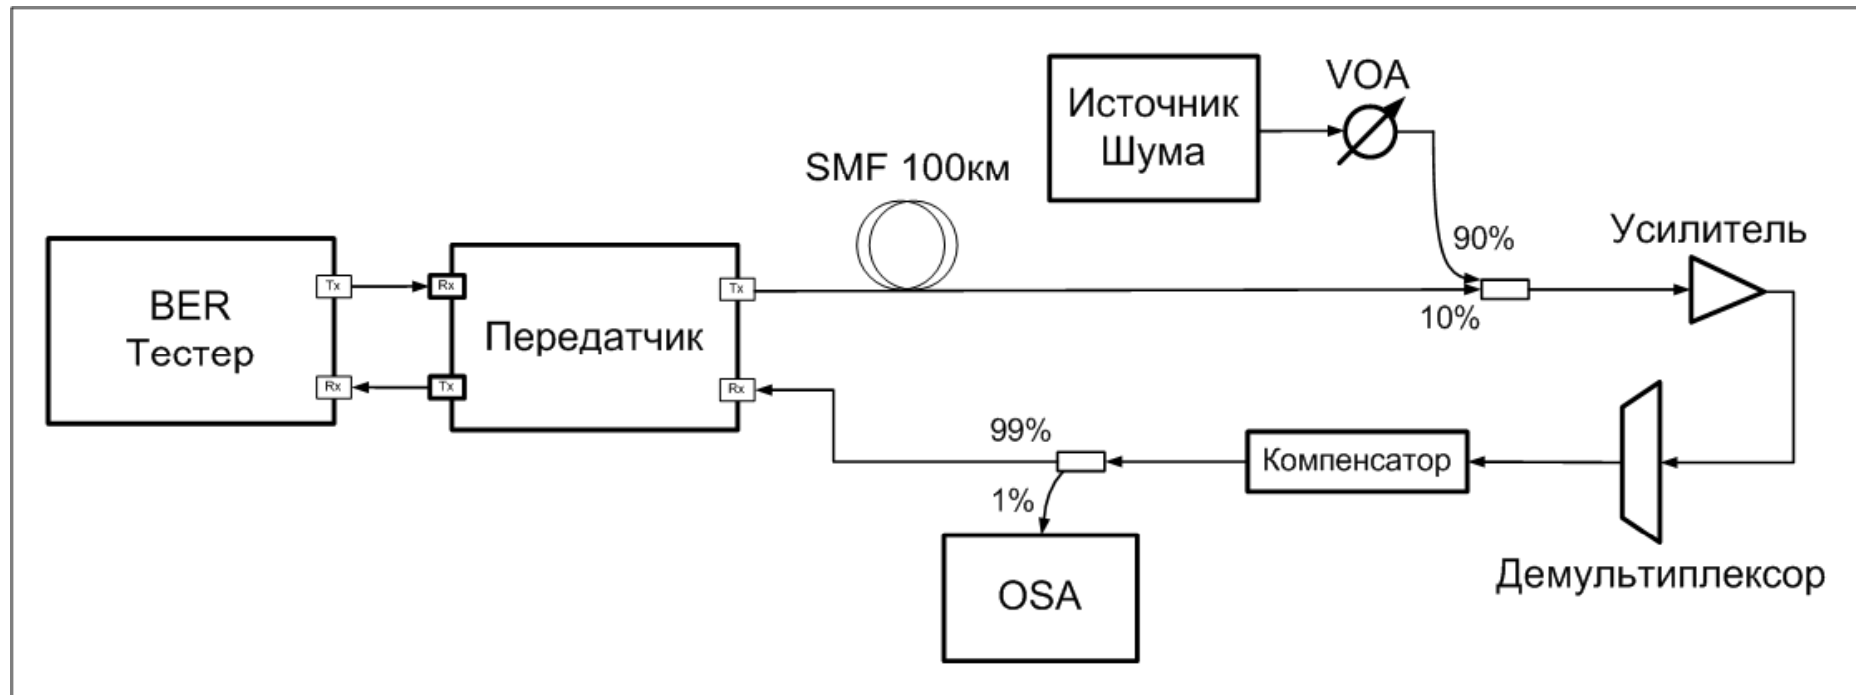 Источник
Шума
VOA
SMF 100км
90%
10%
Усилитель
BER
Тестер
Tx
Rx
Rx
Tx
Передатчик
Tx
Rx
99%
1%
Компенсатор
Демультиплексор
OSA